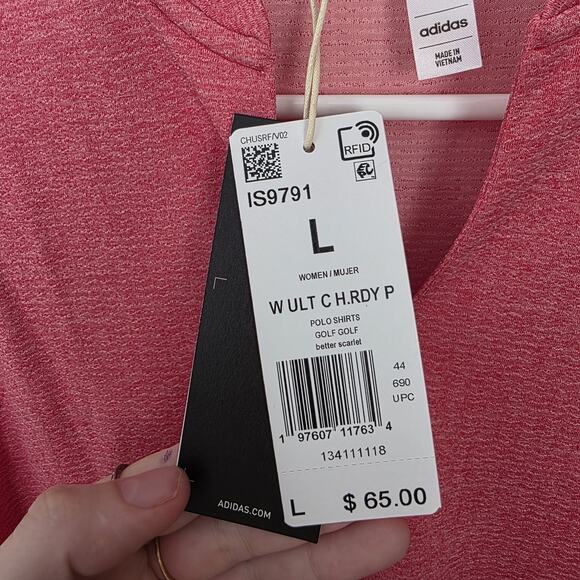 adidas
MADE IN
VIETNAM
CHUSRF/V02
RFID
IS9791
L
WOMEN / MUJER
W ULT C H.RDY P
POLO SHIRTS
GOLF GOLF
better scarlet
44
690
UPC
1 97607 11763 4
134111118
L $ 65.00
ADIDAS.COM